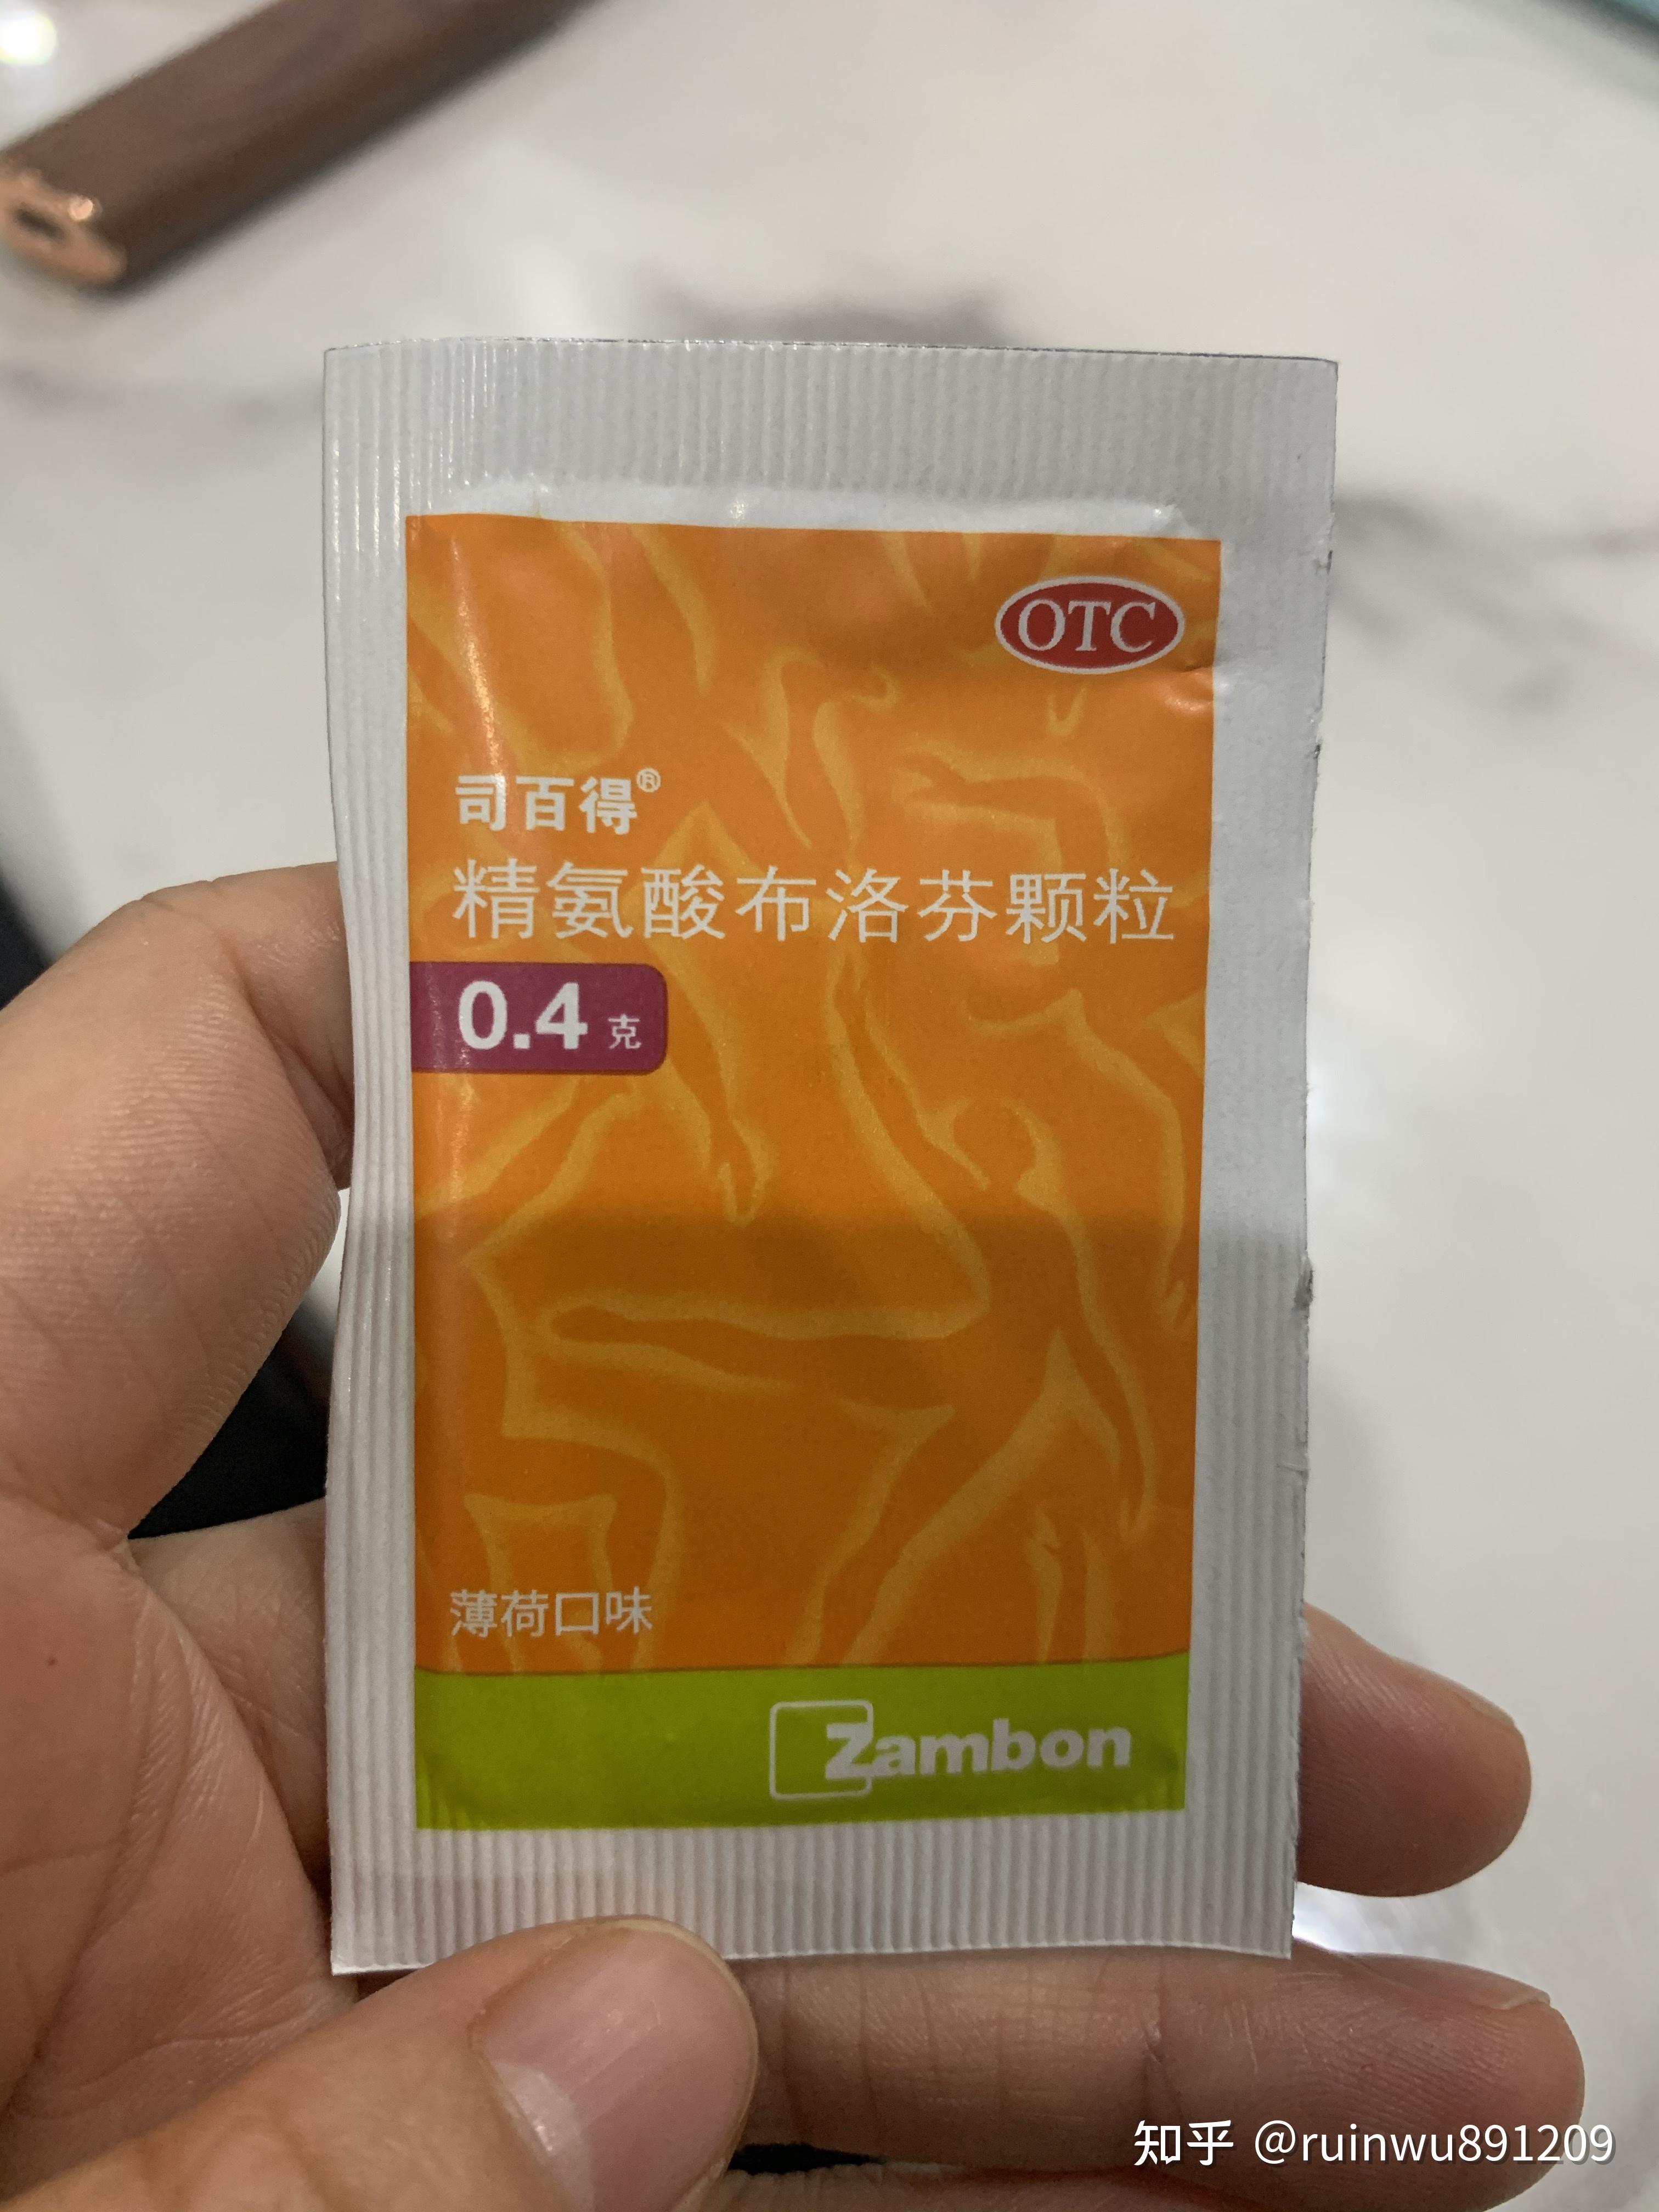 OTC
司百得®
精氨酸布洛芬颗粒
0.4 克
薄荷口味
Zambon
知乎 @ruinwu891209